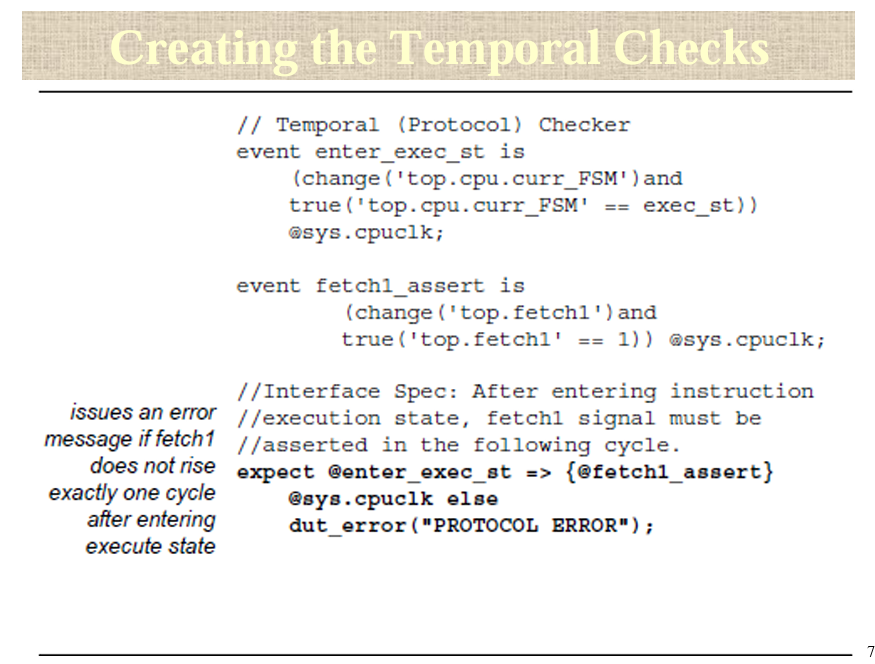 Creating the Temporal Checks
// Temporal (Protocol) Checker
event enter_exec_st is
(change('top.cpu.curr_FSM')and
true('top.cpu.curr_FSM' == exec_st))
@sys.cpuclk;
event fetch1_assert is
(change('top.fetch1')and
true('top.fetch1' == 1)) @sys.cpuclk;
//Interface Spec: After entering instruction
//execution state, fetch1 signal must be
//asserted in the following cycle.
expect @enter_exec_st => {@fetch1_assert}
@sys.cpuclk else
dut_error("PROTOCOL ERROR");
issues an error
message if fetch1
does not rise
exactly one cycle
after entering
execute state
7